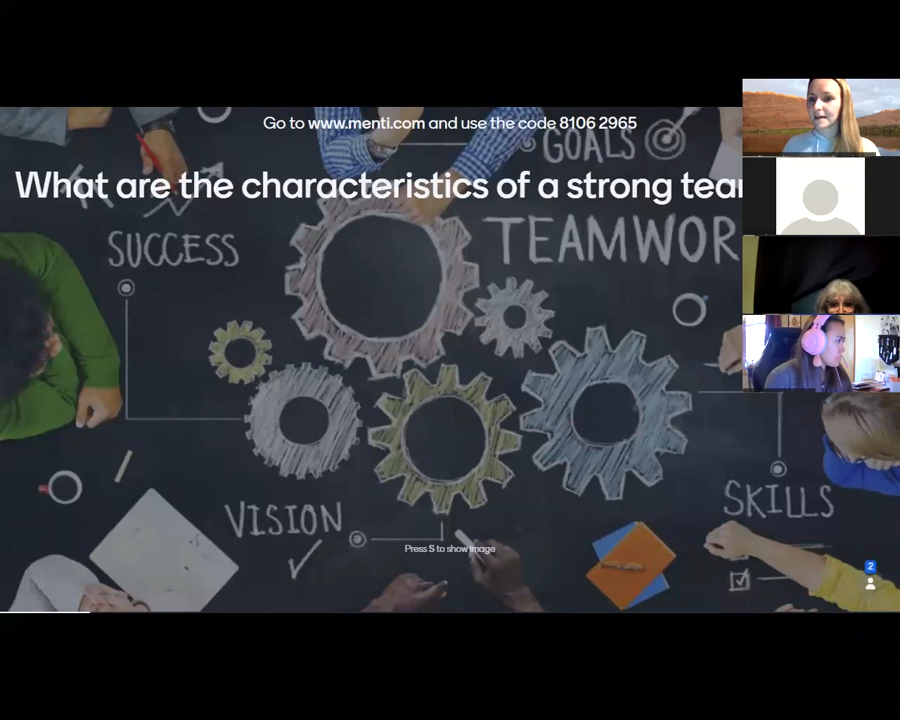 Go to www.menti.com and use the code 8106 2965
GOALS
What are the characteristics of a strong tear
SUCCESS
TEAMWOR
VISION
SKILLS
Press S to show image
2